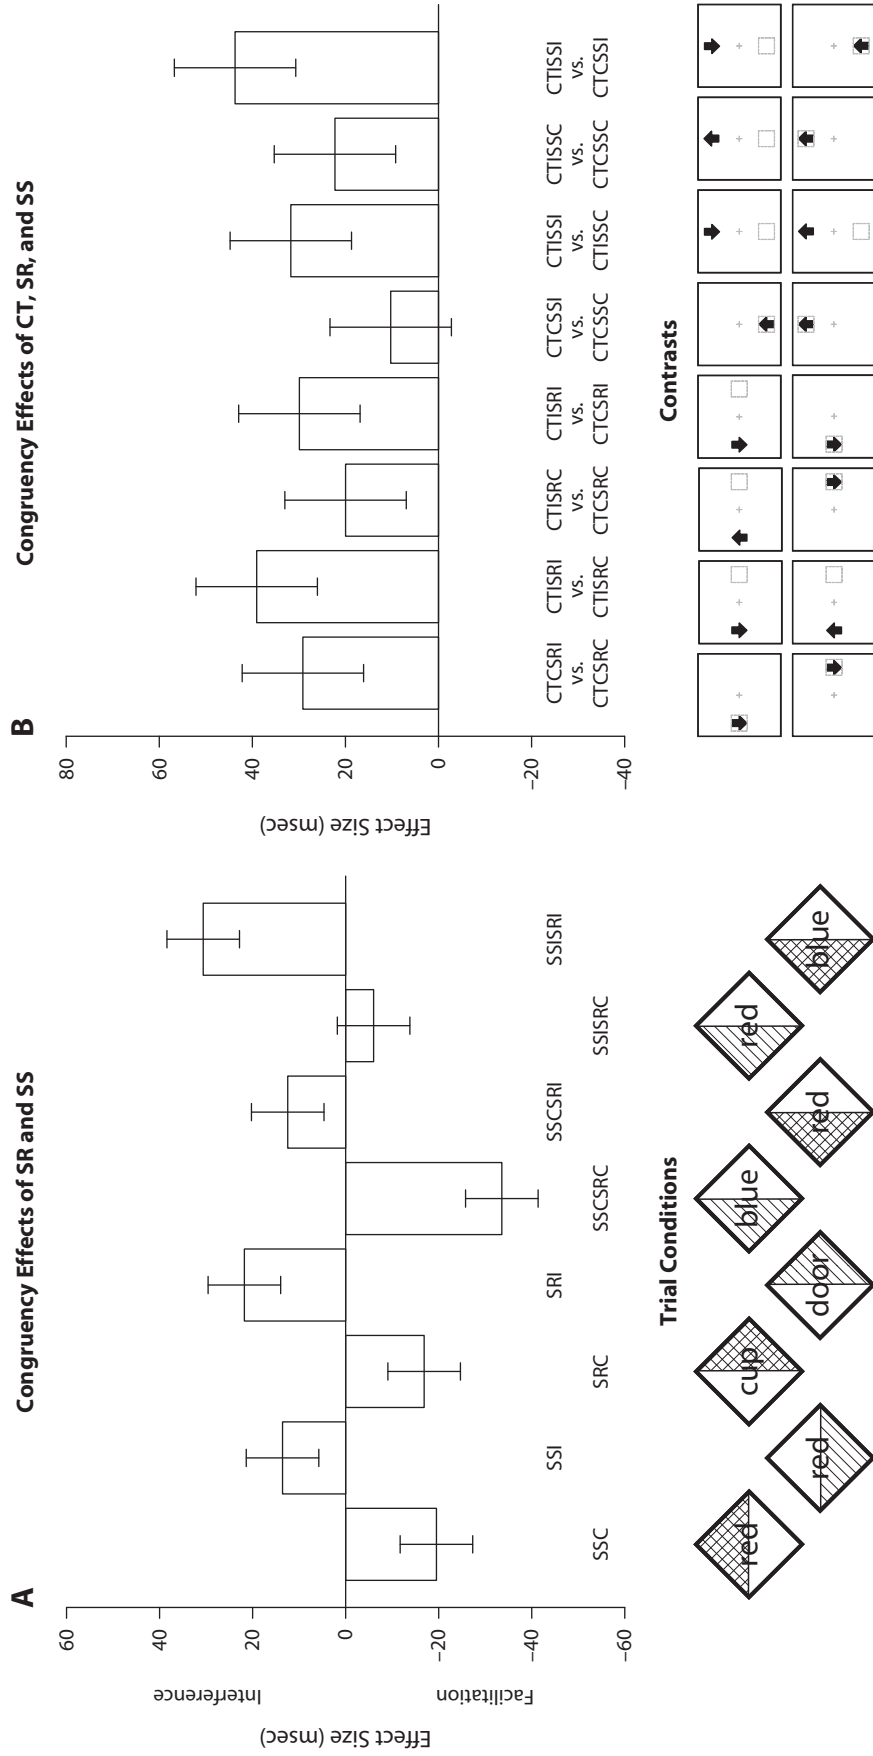 A
Congruency Effects of SR and SS
Effect Size (msec)
Facilitation
Interference
60
40
20
0
−20
−40
−60
SSC
SSI
SRC
SRI
SSCSRC
SSCSRI
SSISRC
SSISRI
Trial Conditions
red
red
cup
door
blue
red
red
blue
B
Congruency Effects of CT, SR, and SS
Effect Size (msec)
80
60
40
20
0
−20
−40
CTCSRI
vs.
CTCSRC
CTISRI
vs.
CTISRC
CTISRC
vs.
CTCSRC
CTISRI
vs.
CTCSRI
CTCSSI
vs.
CTCSSC
CTISSI
vs.
CTISSC
CTISSC
vs.
CTCSSC
CTISSI
vs.
CTCSSI
Contrasts